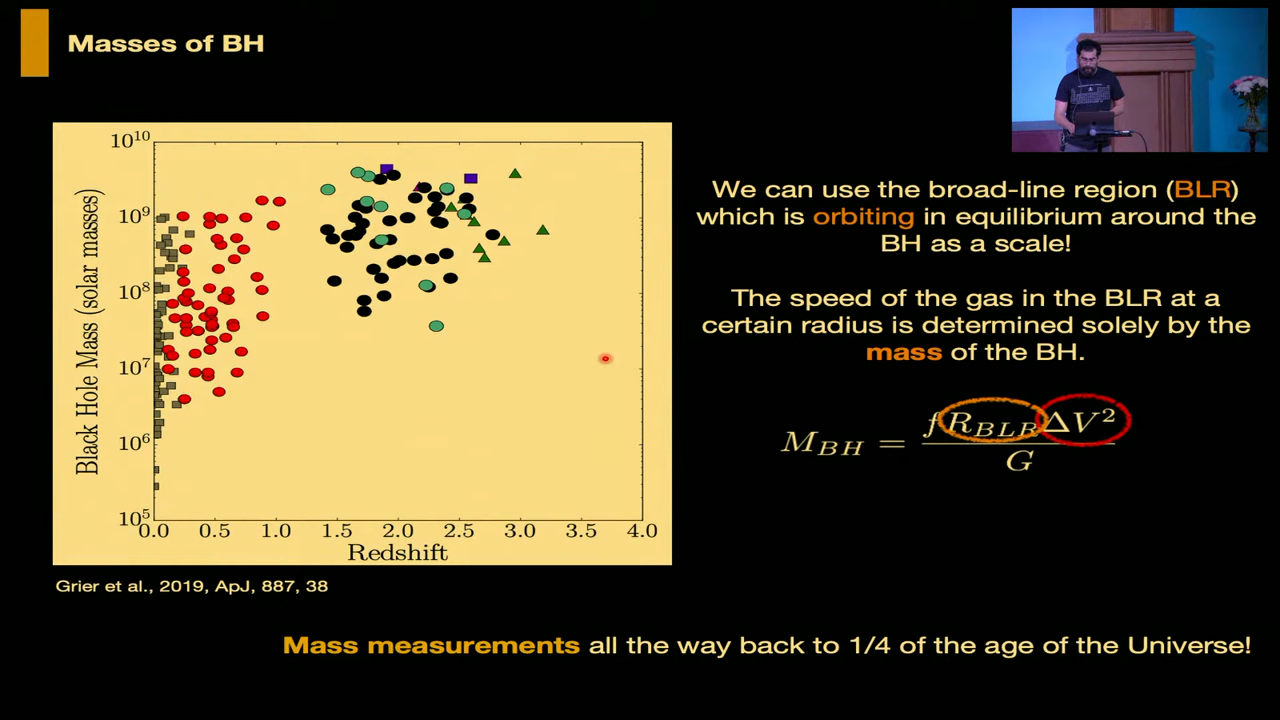 Masses of BH
10^10
10^9
10^8
10^7
10^6
10^5
Black Hole Mass (solar masses)
0.0 0.5 1.0 1.5 2.0 2.5 3.0 3.5 4.0
Redshift
Grier et al., 2019, ApJ, 887, 38
We can use the broad-line region (BLR)
which is orbiting in equilibrium around the
BH as a scale!
The speed of the gas in the BLR at a
certain radius is determined solely by the
mass of the BH.
M_BH = f R_BLR ΔV^2 / G
Mass measurements all the way back to 1/4 of the age of the Universe!